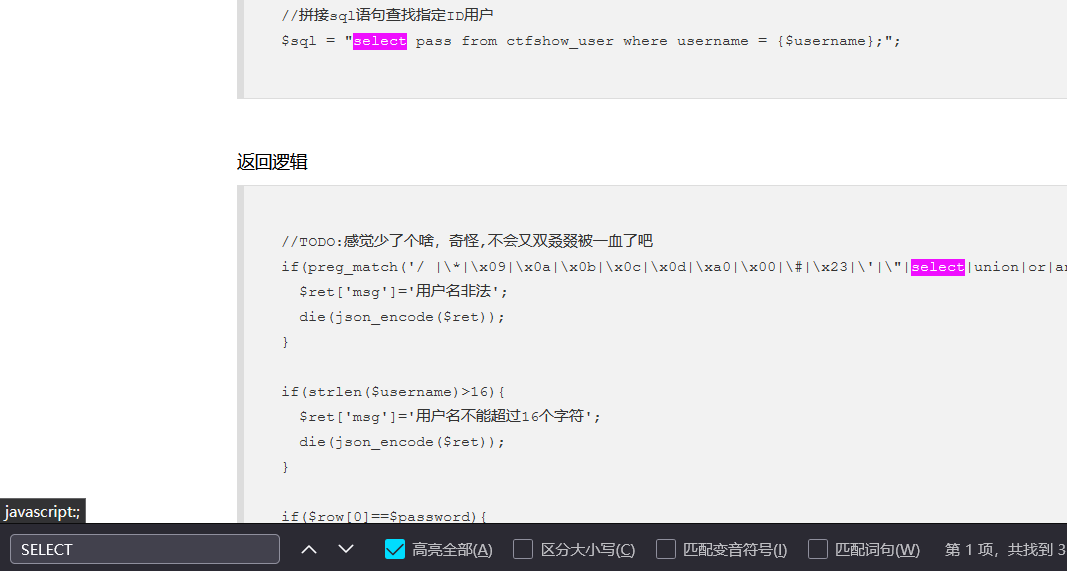 //拼接sql语句查找指定ID用户
$sql = "select pass from ctfshow_user where username = {$username};";
返回逻辑
//TODO:感觉少了个啥，奇怪,不会又双叒叕被一血了吧
if(preg_match('/ |\*|\x09|\x0a|\x0b|\x0c|\x0d|\xa0|\x00|\#|\x23|\'|\"|select|union|or|an
$ret['msg']='用户名非法';
die(json_encode($ret));
}
if(strlen($username)>16){
$ret['msg']='用户名不能超过16个字符';
die(json_encode($ret));
}
if($row[0]==$password){
javascript:;
SELECT
高亮全部(A)
区分大小写(C)
匹配变音符号(I)
匹配词句(W)
第 1 项，共找到 3